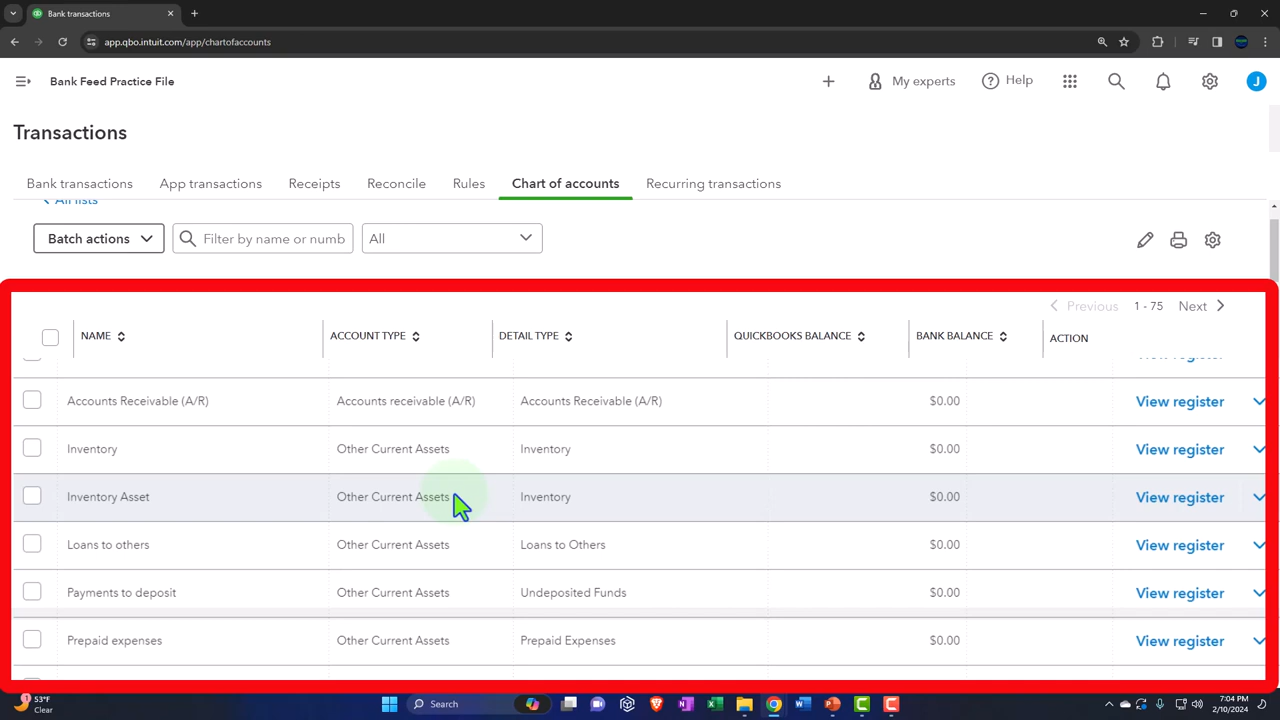 Bank transactions
app.qbo.intuit.com/app/chartofaccounts
Bank Feed Practice File
My experts
Help
J
Transactions
Bank transactions App transactions Receipts Reconcile Rules Chart of accounts Recurring transactions
All lists
Batch actions Filter by name or numb All
Previous 1 - 75 Next
NAME ACCOUNT TYPE DETAIL TYPE QUICKBOOKS BALANCE BANK BALANCE ACTION
View register
Accounts Receivable (A/R) Accounts receivable (A/R) Accounts Receivable (A/R) $0.00 View register
Inventory Other Current Assets Inventory $0.00 View register
Inventory Asset Other Current Assets Inventory $0.00 View register
Loans to others Other Current Assets Loans to Others $0.00 View register
Payments to deposit Other Current Assets Undeposited Funds $0.00 View register
Prepaid expenses Other Current Assets Prepaid Expenses $0.00 View register
1 53°F
Clear
Search
7:04 PM
2/10/2024